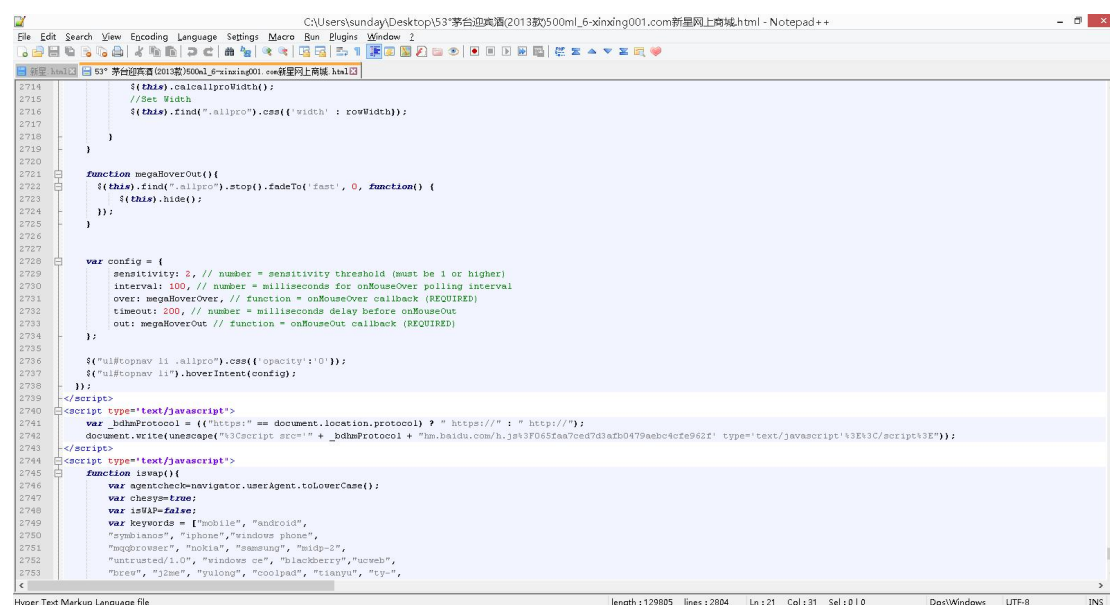 C:\Users\sunday\Desktop\53°茅台迎宾酒(2013款)500ml_6-xinxing001.com新星网上商城.html - Notepad++
File Edit Search View Encoding Language Settings Macro Run Plugins Window ?
新星.html 53° 茅台迎宾酒(2013款)500ml_6-xinxing001.com新星网上商城.html
2714 $(this).calcallproWidth();
2715 //Set Width
2716 $(this).find(".allpro").css({'width' : rowWidth});
2717
2718 }
2719 }
2720
2721 function megaHoverOut(){
2722 $(this).find(".allpro").stop().fadeTo('fast', 0, function() {
2723 $(this).hide();
2724 });
2725 }
2726
2727
2728 var config = {
2729 sensitivity: 2, // number = sensitivity threshold (must be 1 or higher)
2730 interval: 100, // number = milliseconds for onMouseOver polling interval
2731 over: megaHoverOver, // function = onMouseOver callback (REQUIRED)
2732 timeout: 200, // number = milliseconds delay before onMouseOut
2733 out: megaHoverOut // function = onMouseOut callback (REQUIRED)
2734 };
2735
2736 $("ul#topnav li .allpro").css({'opacity':'0'});
2737 $("ul#topnav li").hoverIntent(config);
2738 });
2739 </script>
2740 <script type="text/javascript">
2741 var _bdhmProtocol = (("https:" == document.location.protocol) ? " https://" : " http://");
2742 document.write(unescape("%3Cscript src='" + _bdhmProtocol + "hm.baidu.com/h.js%3F065faa7ced7d3afb0479aebc4cfe962f' type='text/javascript'%3E%3C/script%3E"));
2743 </script>
2744 <script type="text/javascript">
2745 function iswap(){
2746 var agentcheck=navigator.userAgent.toLowerCase();
2747 var chesys=true;
2748 var isWAP=false;
2749 var keywords = ["mobile", "android",
2750 "symbianos", "iphone","windows phone",
2751 "mqqbrowser", "nokia", "samsung", "midp-2",
2752 "untrusted/1.0", "windows ce", "blackberry","ucweb",
2753 "brew", "j2me", "yulong", "coolpad", "tianyu", "ty-",
Hyper Text Markup Language file length : 129805 lines : 2804 Ln : 21 Col : 31 Sel : 0 | 0 Dos\Windows UTF-8 INS